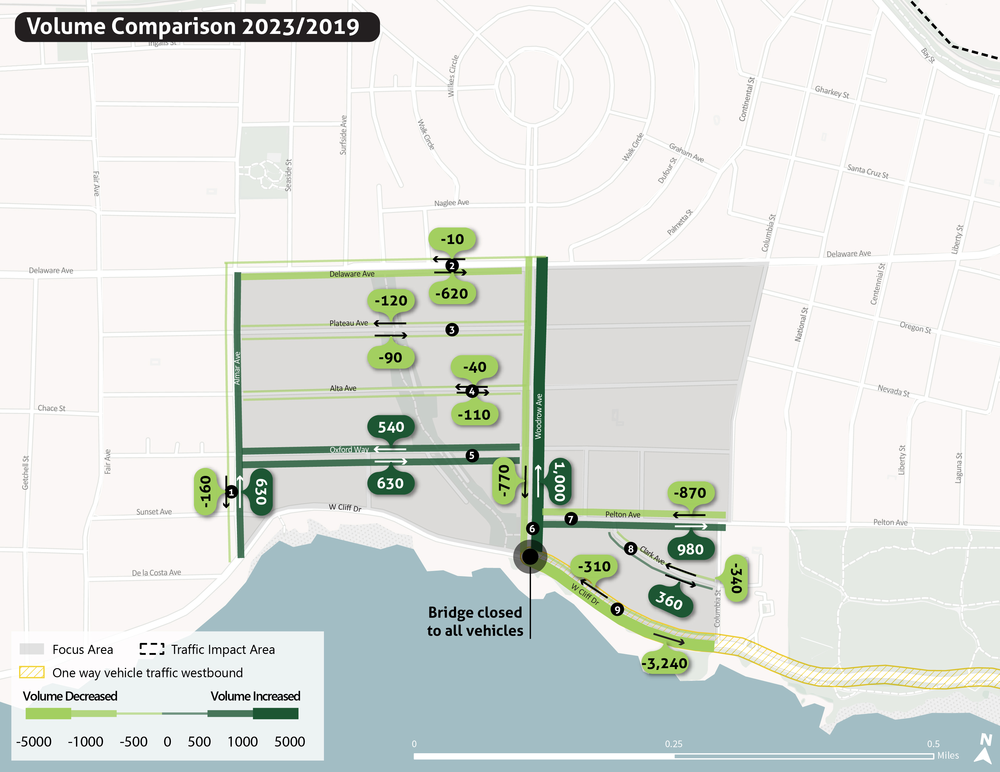 Volume Comparison 2023/2019
Ingalls St
Bay St
Wilkes Circle
Continental St
Gharkey St
Surfside Ave
Walk Circle
Walk Circle
Graham Ave
Dufour St
Seaside St
Fair Ave
Santa Cruz St
Naglee Ave
Palmetta St
Columbia St
Liberty St
-10
Delaware Ave
2
Delaware Ave
Delaware Ave
-620
Centennial St
-120
Plateau Ave
3
National St
Oregon St
-90
Almar Ave
-40
Alta Ave
4
Nevada St
Chace St
-110
Woodrow Ave
540
Oxford Way
5
Getchell St
Fair Ave
Liberty St
Laguna St
630
-160
1
630
-770
1,000
-870
W Cliff Dr
Sunset Ave
Pelton Ave
7
Pelton Ave
6
980
8
Clark Ave
-340
De la Costa Ave
-310
W Cliff Dr
360
9
Columbia St
Bridge closed
to all vehicles
-3,240
Focus Area
Traffic Impact Area
One way vehicle traffic westbound
Volume Decreased
Volume Increased
-5000 -1000 -500 0 500 1000 5000
0 0.25 0.5
Miles
N